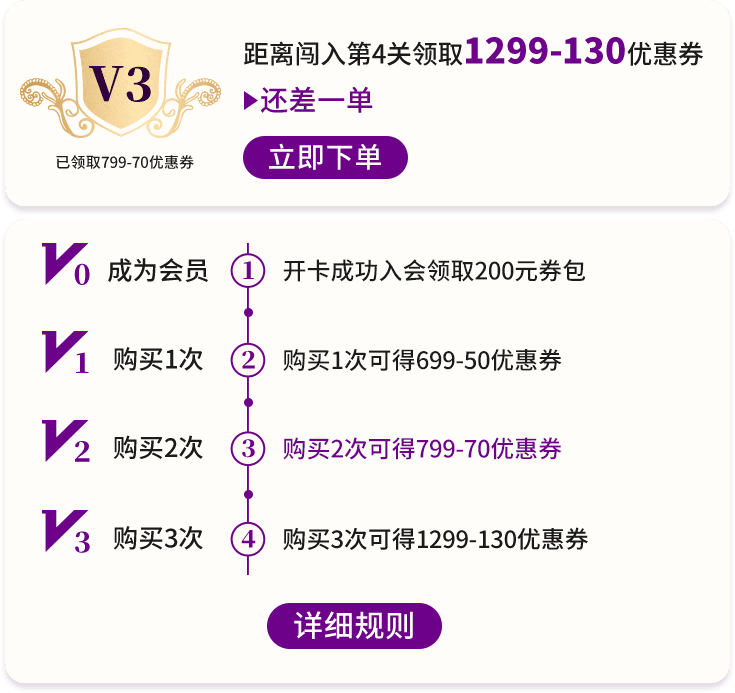 V3
已领取799-70优惠券
距离闯入第4关领取1299-130优惠券
还差一单
立即下单
V0 成为会员 1 开卡成功入会领取200元券包
V1 购买1次 2 购买1次可得699-50优惠券
V2 购买2次 3 购买2次可得799-70优惠券
V3 购买3次 4 购买3次可得1299-130优惠券
详细规则